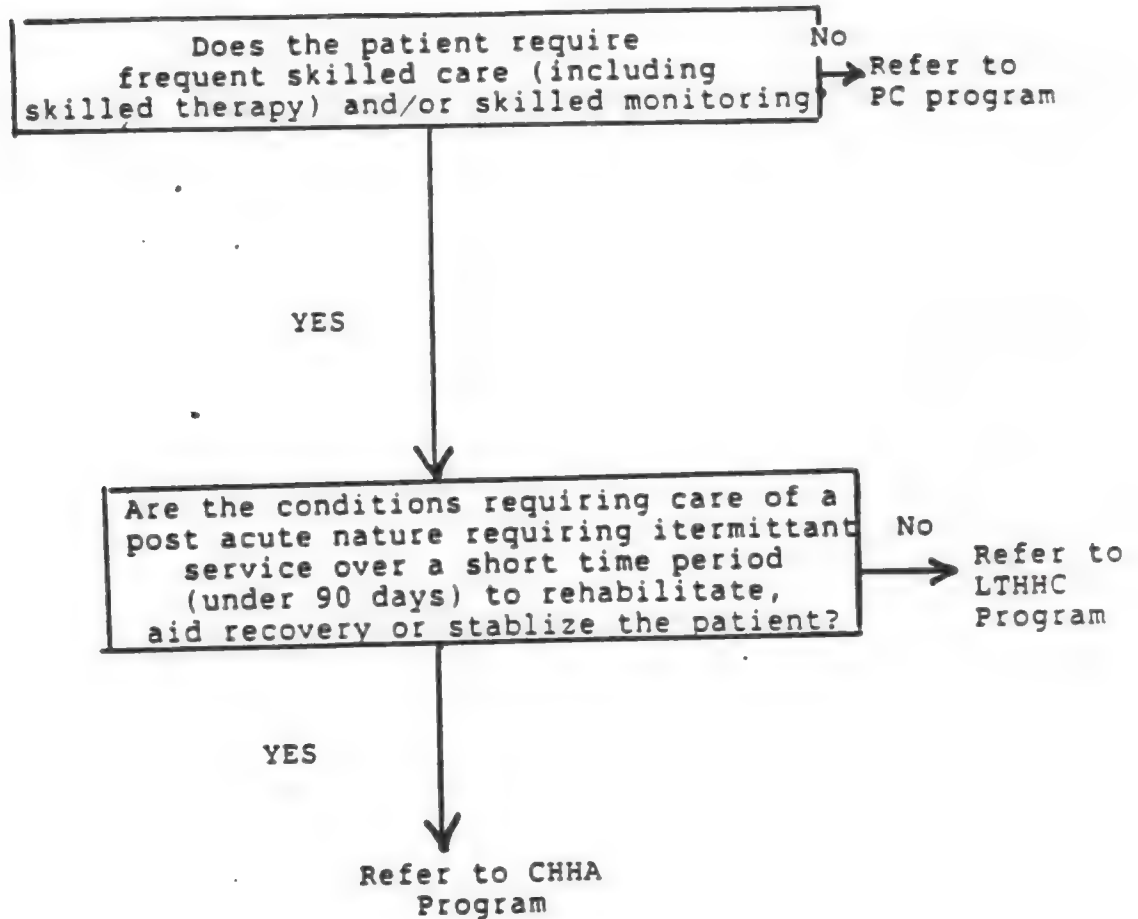 Does the patient require
frequent skilled care (including
skilled therapy) and/or skilled monitoring?
No
Refer to
PC program
YES
Are the conditions requiring care of a
post acute nature requiring itermittant
service over a short time period
(under 90 days) to rehabilitate,
aid recovery or stablize the patient?
No
Refer to
LTHHC
Program
YES
Refer to CHHA
Program